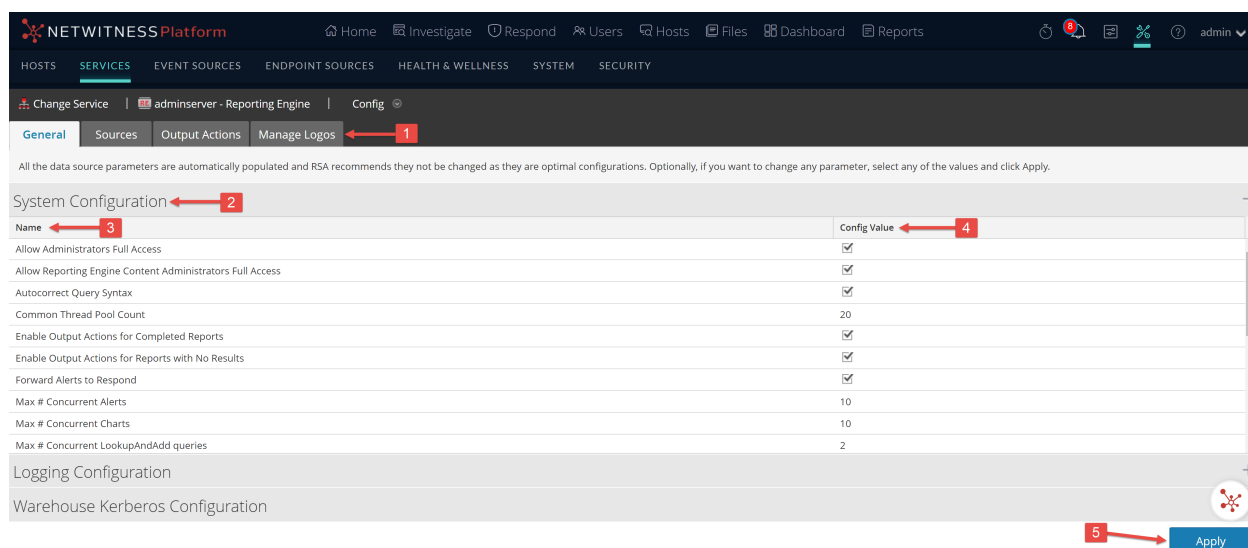 NETWITNESS Platform Home Investigate Respond Users Hosts Files Dashboard Reports 8 admin
HOSTS SERVICES EVENT SOURCES ENDPOINT SOURCES HEALTH & WELLNESS SYSTEM SECURITY
Change Service | RE adminserver - Reporting Engine | Config
General Sources Output Actions Manage Logos 1
All the data source parameters are automatically populated and RSA recommends they not be changed as they are optimal configurations. Optionally, if you want to change any parameter, select any of the values and click Apply.
System Configuration 2
Name 3 Config Value 4
Allow Administrators Full Access
Allow Reporting Engine Content Administrators Full Access
Autocorrect Query Syntax
Common Thread Pool Count 20
Enable Output Actions for Completed Reports
Enable Output Actions for Reports with No Results
Forward Alerts to Respond
Max # Concurrent Alerts 10
Max # Concurrent Charts 10
Max # Concurrent LookupAndAdd queries 2
Logging Configuration
Warehouse Kerberos Configuration
5 Apply